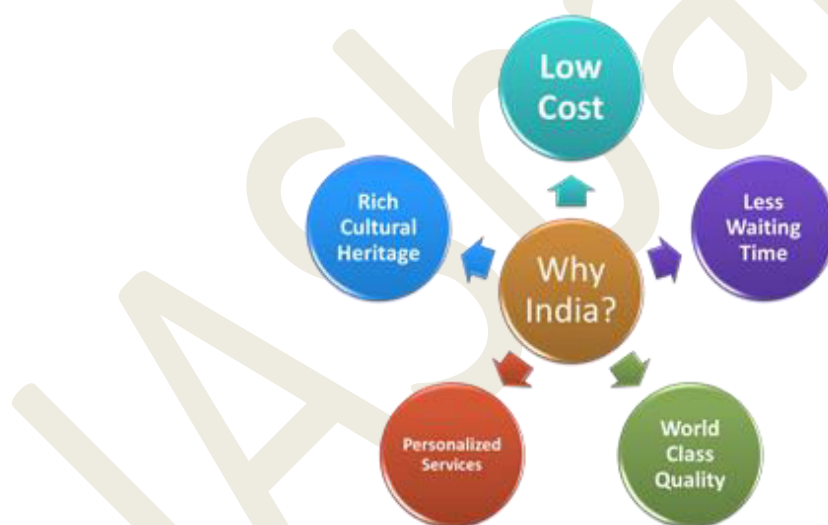 Low
Cost
Rich
Cultural
Heritage
Less
Waiting
Time
Why
India?
Personalized
Services
World
Class
Quality